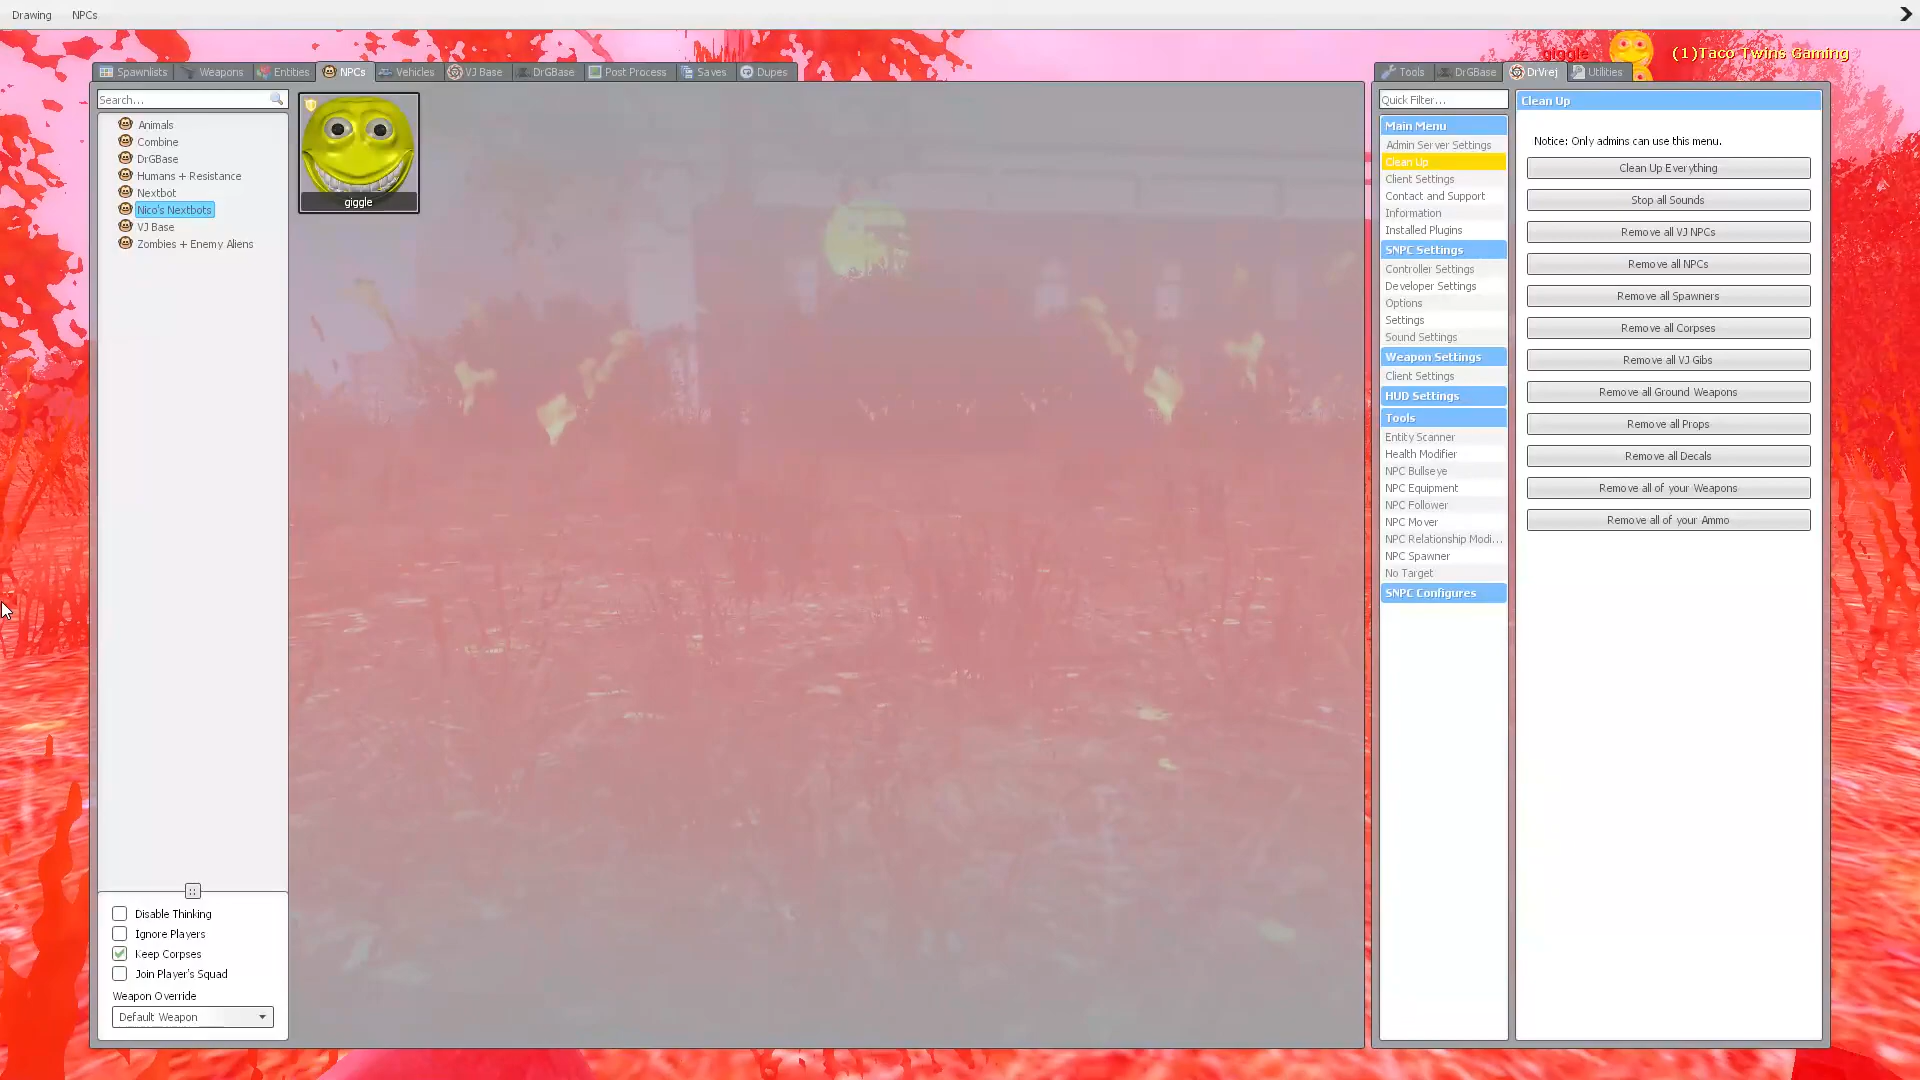 Drawing NPCs
giggle (1)Taco Twins Gaming
Spawnlists Weapons Entities NPCs Vehicles VJ Base DrGBase Post Process Saves Dupes
Tools DrGBase DrVrej Utilities
Search...
Animals
Combine
DrGBase
Humans + Resistance
Nextbot
Nico's Nextbots
VJ Base
Zombies + Enemy Aliens
giggle
Disable Thinking
Ignore Players
Keep Corpses
Join Player's Squad
Weapon Override
Default Weapon
Quick Filter...
Main Menu
Admin Server Settings
Clean Up
Client Settings
Contact and Support
Information
Installed Plugins
SNPC Settings
Controller Settings
Developer Settings
Options
Settings
Sound Settings
Weapon Settings
Client Settings
HUD Settings
Tools
Entity Scanner
Health Modifier
NPC Bullseye
NPC Equipment
NPC Follower
NPC Mover
NPC Relationship Modi...
NPC Spawner
No Target
SNPC Configures
Clean Up
Notice: Only admins can use this menu.
Clean Up Everything
Stop all Sounds
Remove all VJ NPCs
Remove all NPCs
Remove all Spawners
Remove all Corpses
Remove all VJ Gibs
Remove all Ground Weapons
Remove all Props
Remove all Decals
Remove all of your Weapons
Remove all of your Ammo